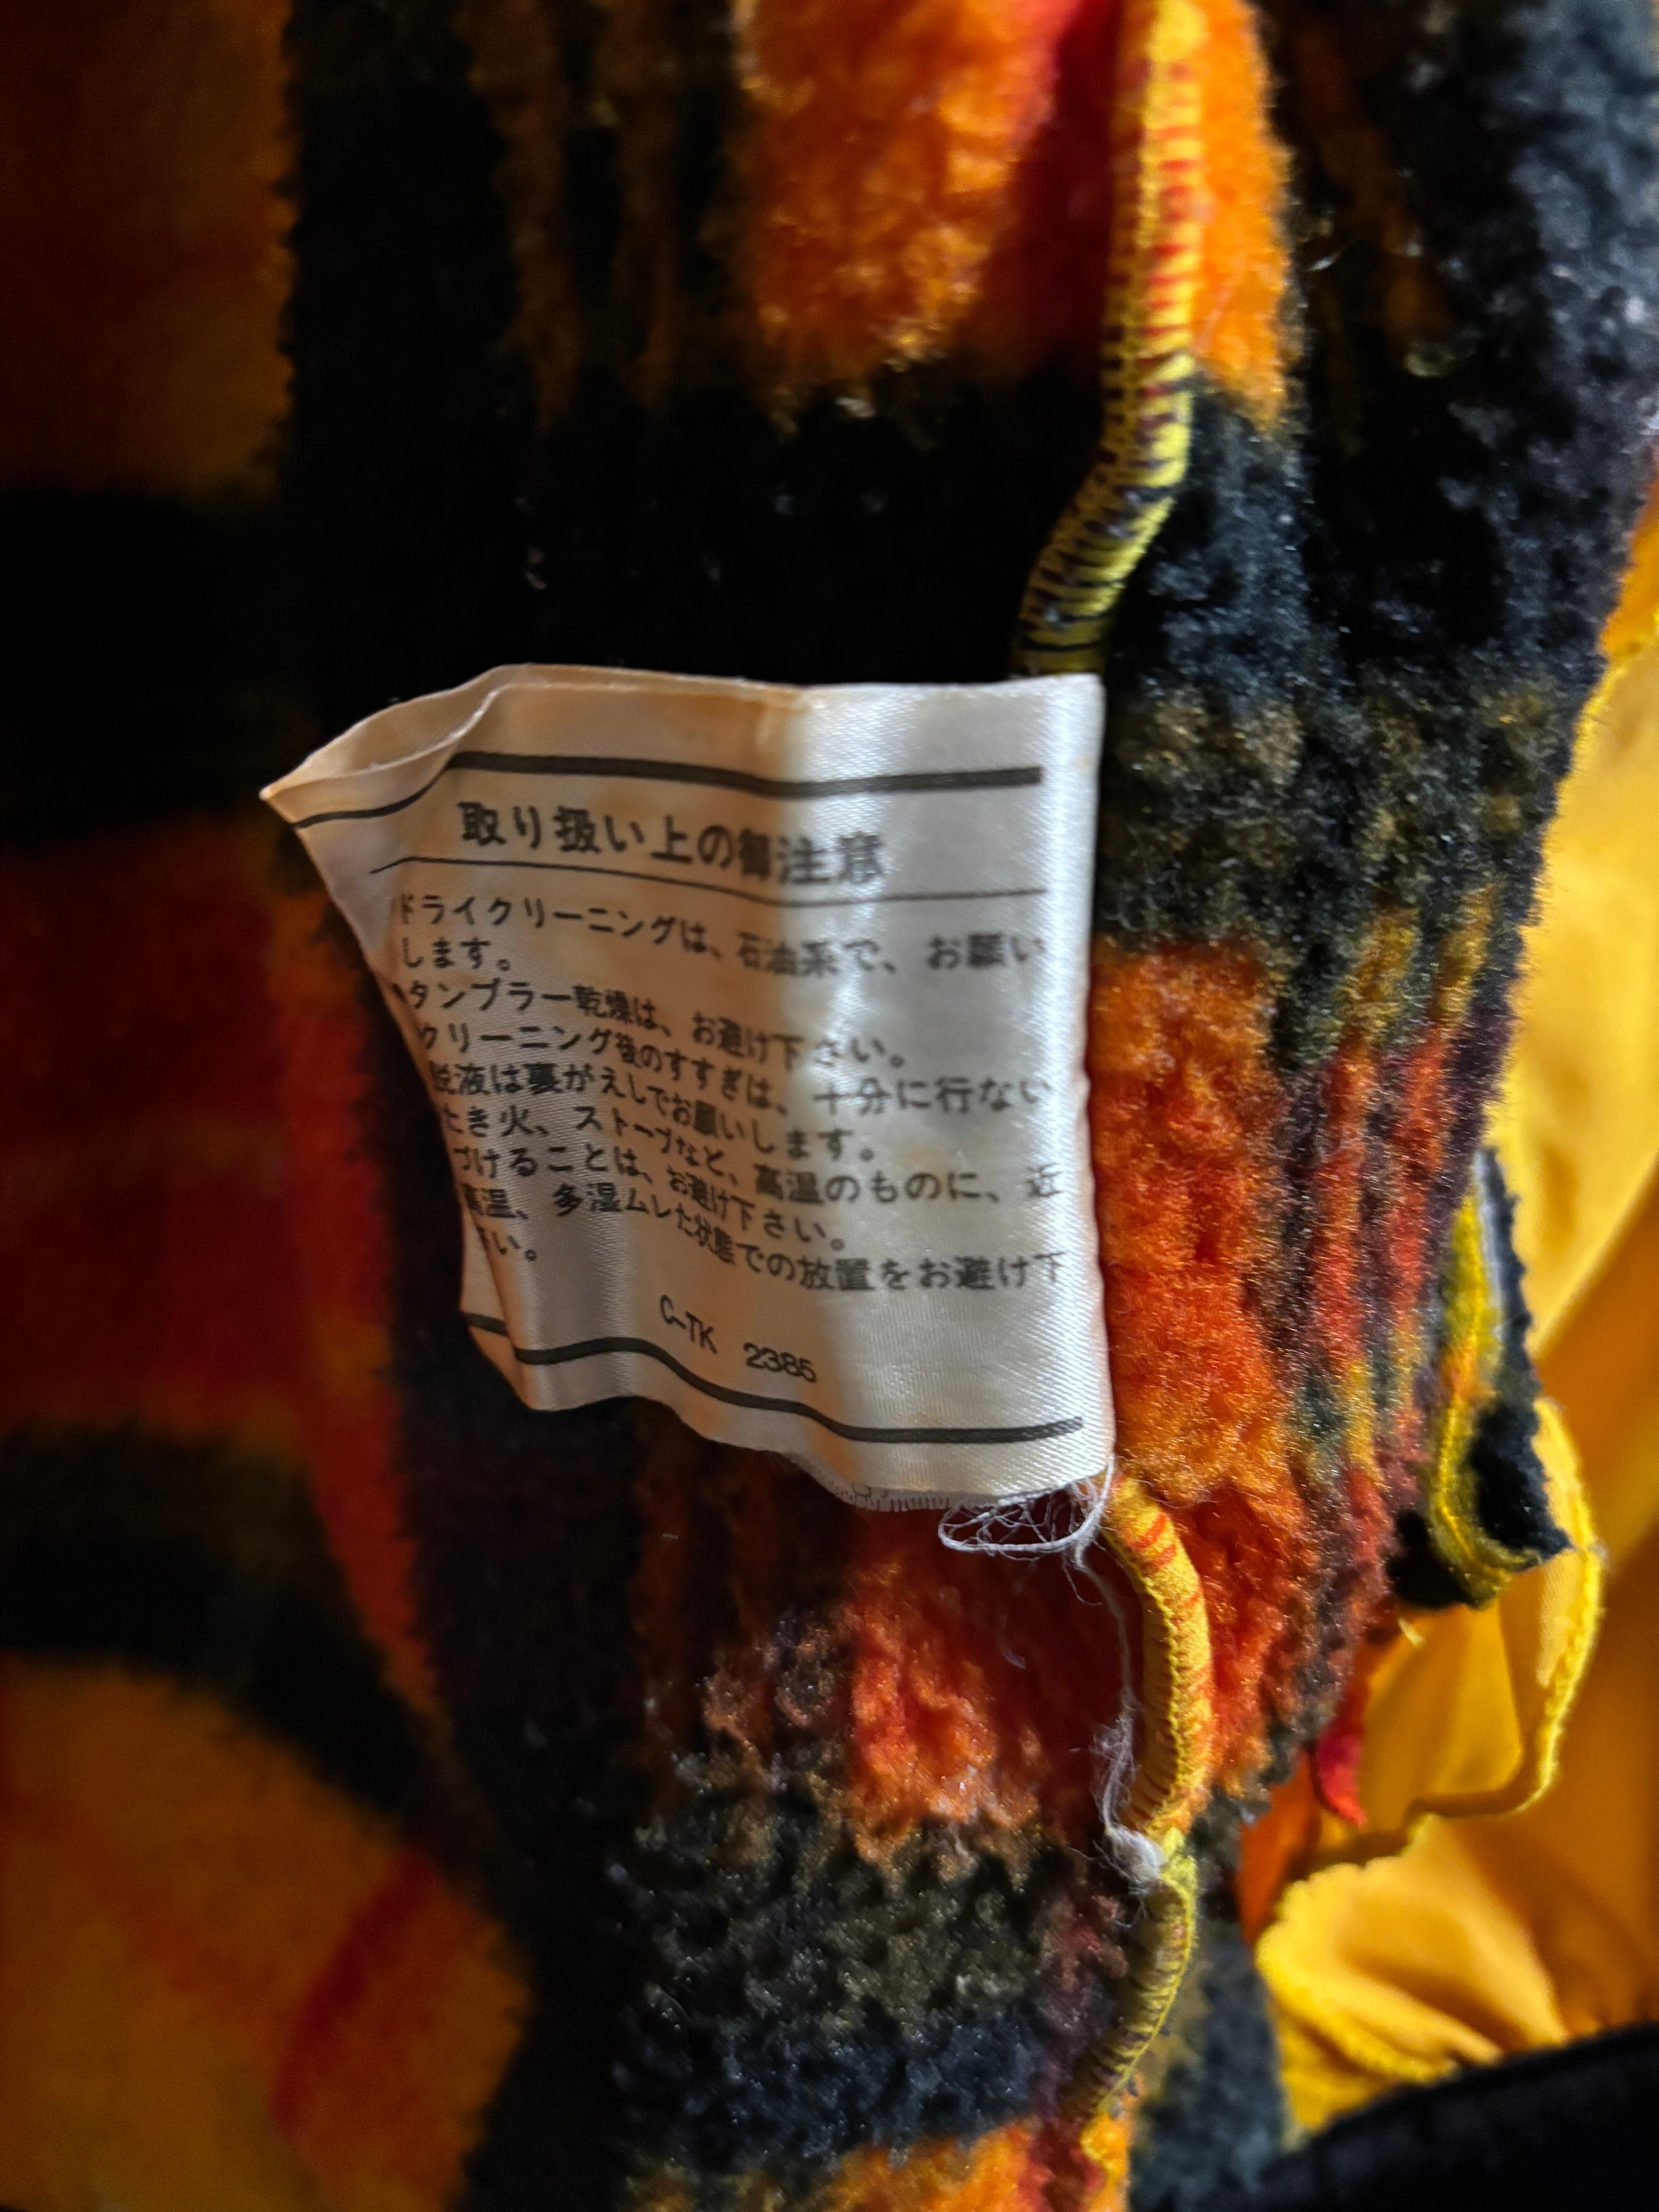 取り扱い上の御注意
ドライクリーニングは、石油系で、お願い
します。
タンブラー乾燥は、お避け下さい。
クリーニング後のすすぎは、十分に行ない
脱液は裏がえしでお願いします。
たき火、ストーブなど、高温のものに、近
づけることは、お避け下さい。
高温、多湿ムレた状態での放置をお避け下
さい。
C-TK 2385